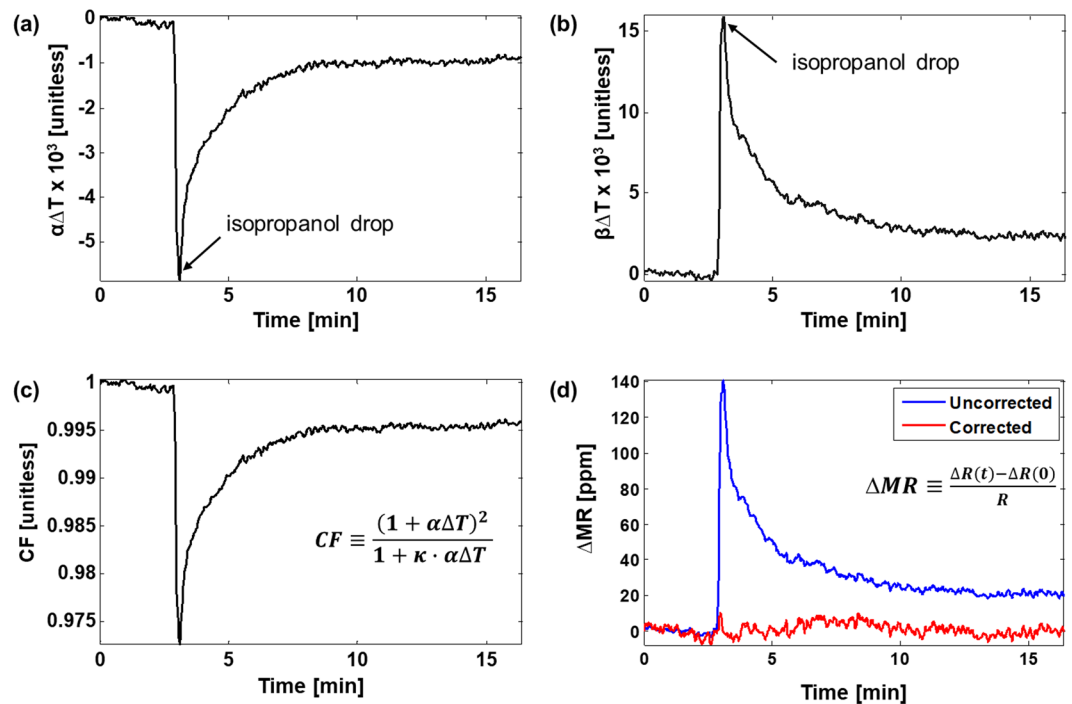 (a)
0
-1
-2
-3
-4
-5
αΔT x 10³ [unitless]
isopropanol drop
0 5 10 15
Time [min]
(b)
15
10
5
0
βΔT x 10³ [unitless]
isopropanol drop
0 5 10 15
Time [min]
(c)
1
0.995
0.99
0.985
0.98
0.975
CF [unitless]
CF ≡ (1 + αΔT)² / (1 + κ · αΔT)
0 5 10 15
Time [min]
(d)
140
120
100
80
60
40
20
0
ΔMR [ppm]
Uncorrected
Corrected
ΔMR ≡ ΔR(t)−ΔR(0) / R
0 5 10 15
Time [min]